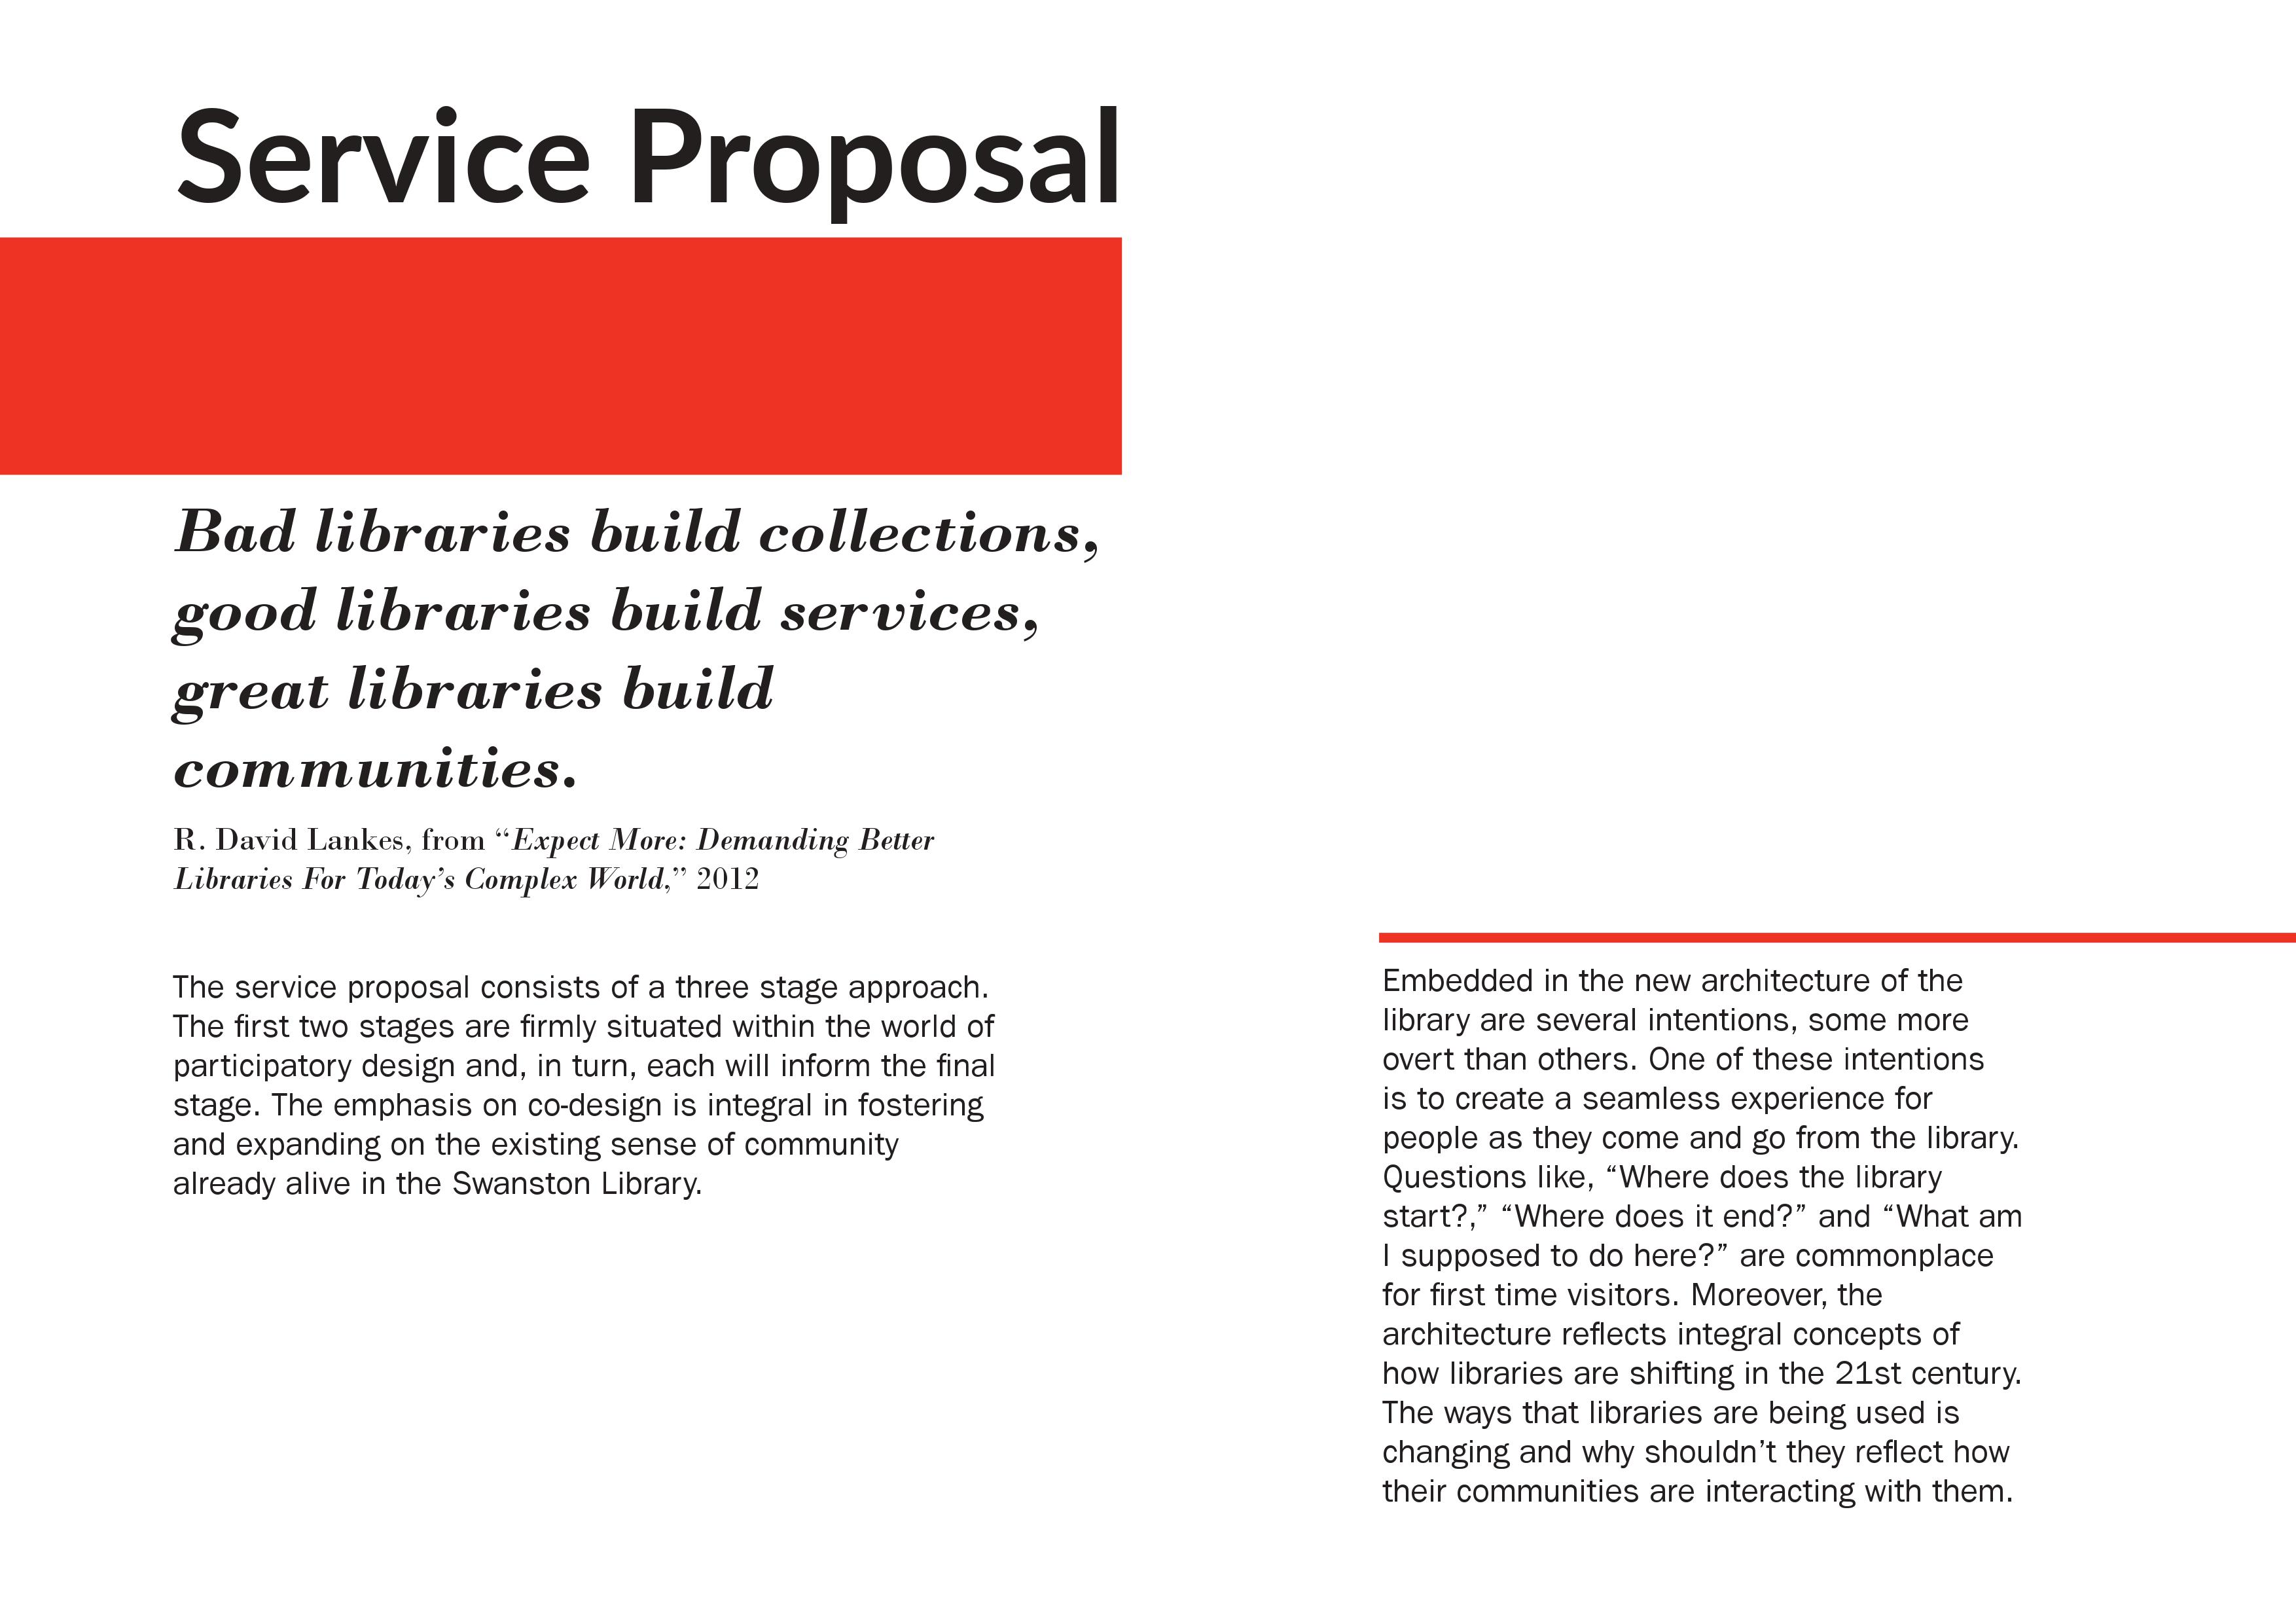 Service Proposal
Bad libraries build collections,
good libraries build services,
great libraries build
communities.
R. David Lankes, from “Expect More: Demanding Better
Libraries For Today’s Complex World,” 2012
The service proposal consists of a three stage approach.
The first two stages are firmly situated within the world of
participatory design and, in turn, each will inform the final
stage. The emphasis on co-design is integral in fostering
and expanding on the existing sense of community
already alive in the Swanston Library.
Embedded in the new architecture of the
library are several intentions, some more
overt than others. One of these intentions
is to create a seamless experience for
people as they come and go from the library.
Questions like, “Where does the library
start?,” “Where does it end?” and “What am
I supposed to do here?” are commonplace
for first time visitors. Moreover, the
architecture reflects integral concepts of
how libraries are shifting in the 21st century.
The ways that libraries are being used is
changing and why shouldn’t they reflect how
their communities are interacting with them.